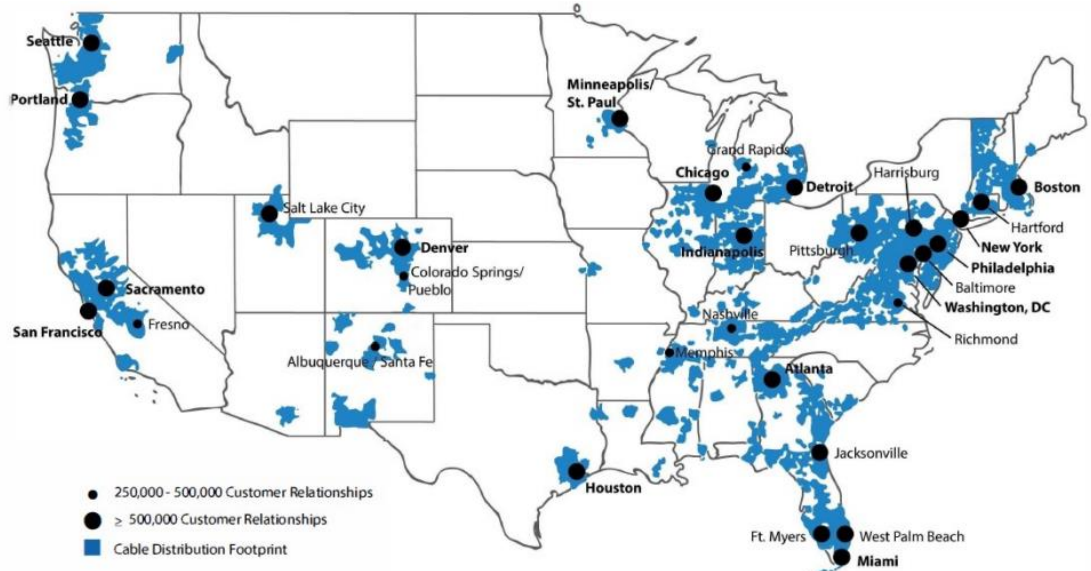 Seattle
Portland
Minneapolis/
St. Paul
Grand Rapids
Chicago
Detroit
Harrisburg
Boston
Hartford
New York
Philadelphia
Baltimore
Washington, DC
Richmond
Pittsburgh
Indianapolis
Salt Lake City
Denver
Colorado Springs/
Pueblo
Sacramento
San Francisco
Fresno
Albuquerque / Santa Fe
Nashville
Memphis
Atlanta
Jacksonville
Houston
Ft. Myers
West Palm Beach
Miami
250,000 - 500,000 Customer Relationships
≥ 500,000 Customer Relationships
Cable Distribution Footprint